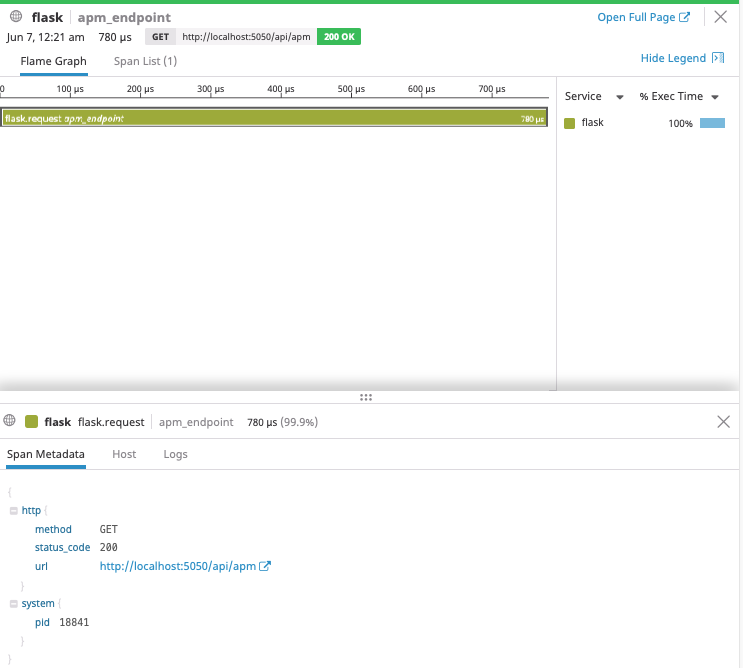 flask apm_endpoint Open Full Page
Jun 7, 12:21 am 780 μs GET http://localhost:5050/api/apm 200 OK
Flame Graph Span List (1) Hide Legend
0 100 μs 200 μs 300 μs 400 μs 500 μs 600 μs 700 μs
Service % Exec Time
flask.request apm_endpoint 780 μs
flask 100%
flask flask.request apm_endpoint 780 μs (99.9%)
Span Metadata Host Logs
{
http {
method GET
status_code 200
url http://localhost:5050/api/apm
}
system {
pid 18841
}
}